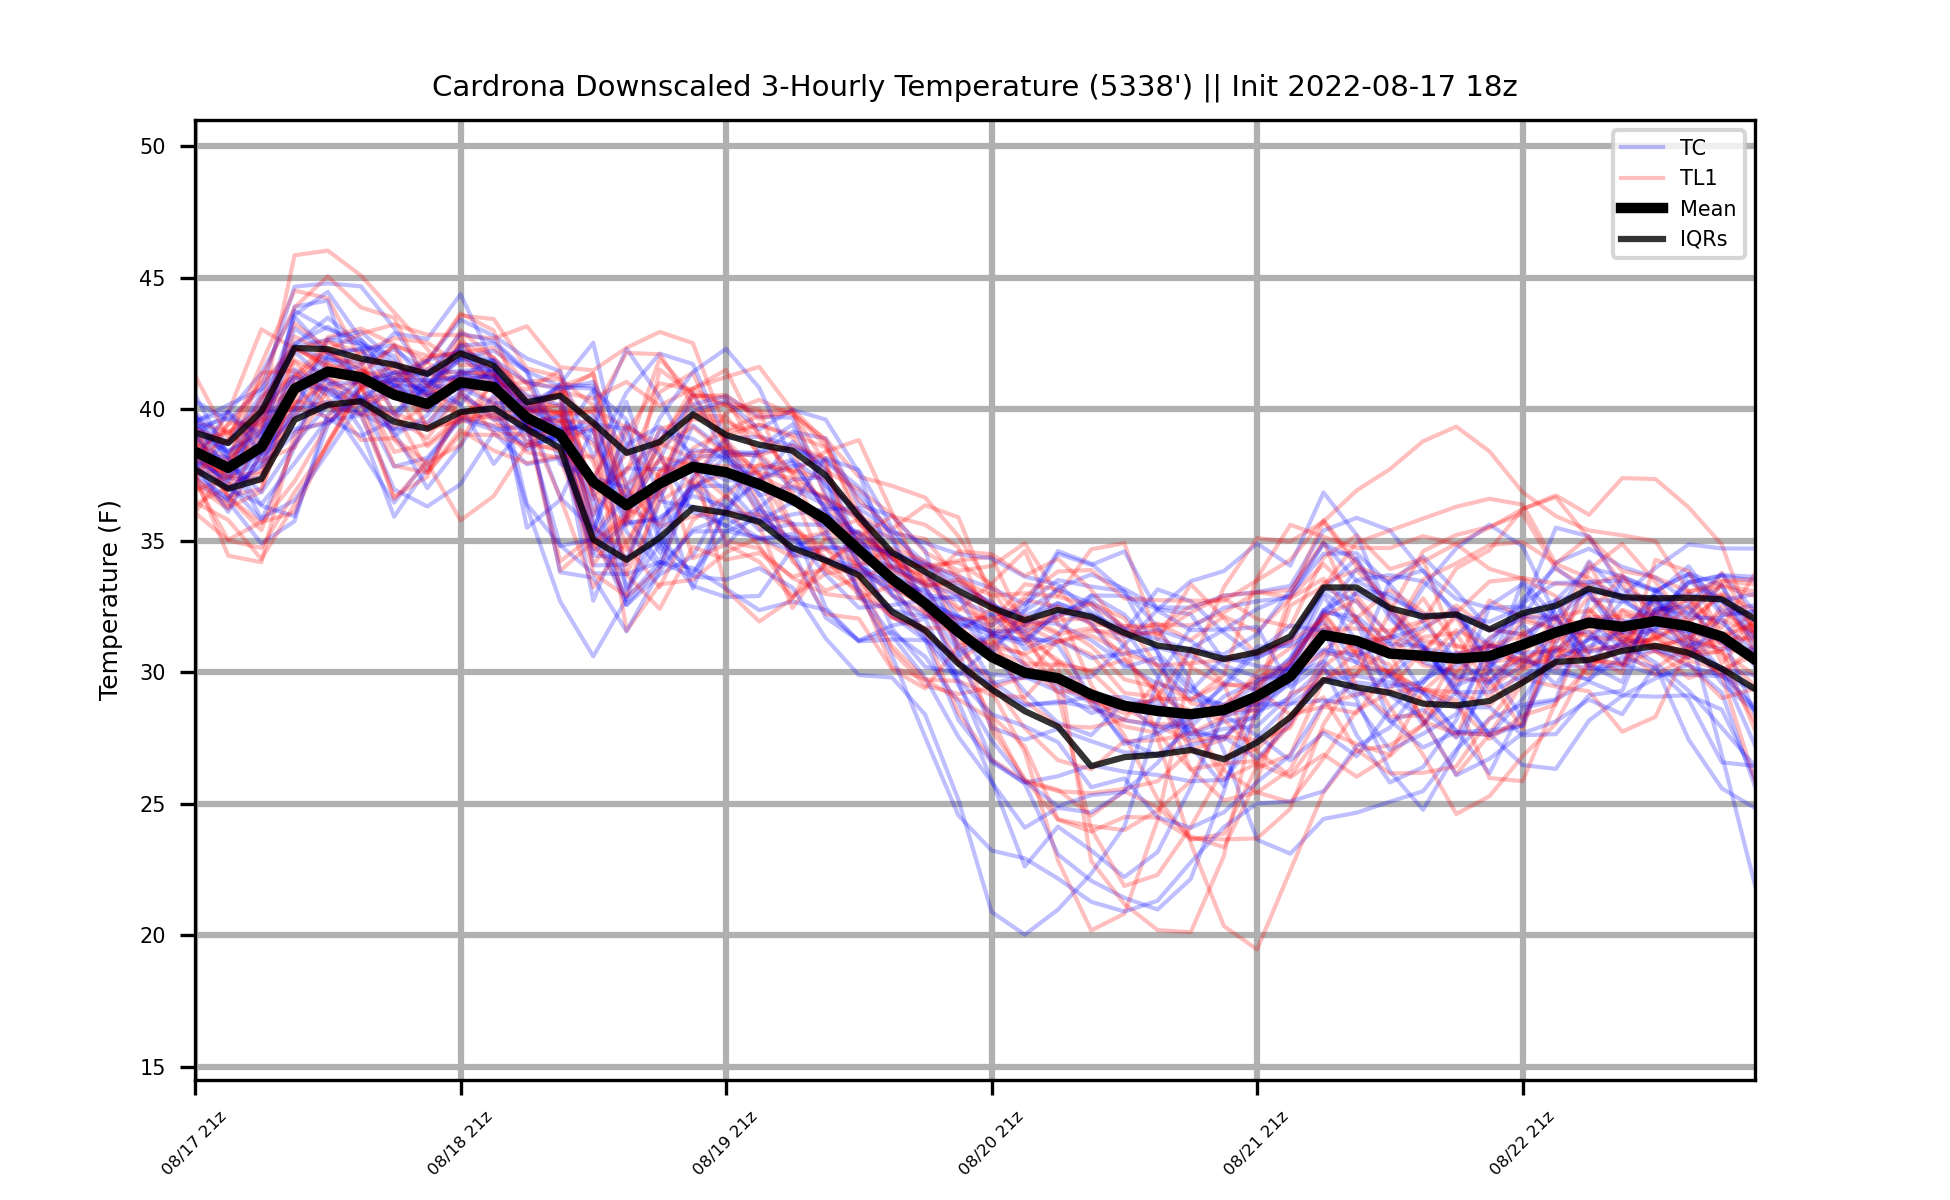 Cardrona Downscaled 3-Hourly Temperature (5338') || Init 2022-08-17 18z
TC
TL1
Mean
IQRs
Temperature (F)
50
45
40
35
30
25
20
15
08/17 21z
08/18 21z
08/19 21z
08/20 21z
08/21 21z
08/22 21z